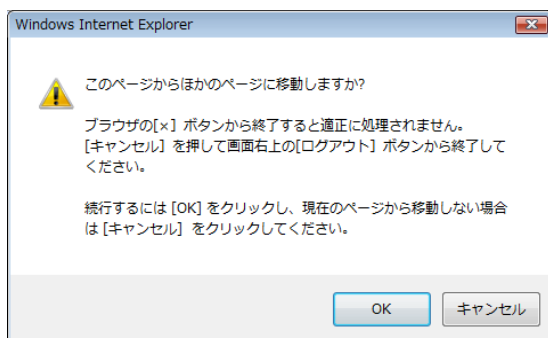 Windows Internet Explorer
このページからほかのページに移動しますか?
ブラウザの[×] ボタンから終了すると適正に処理されません。
[キャンセル] を押して画面右上の[ログアウト] ボタンから終了して
ください。
続行するには [OK] をクリックし、現在のページから移動しない場合
は [キャンセル] をクリックしてください。
OK
キャンセル